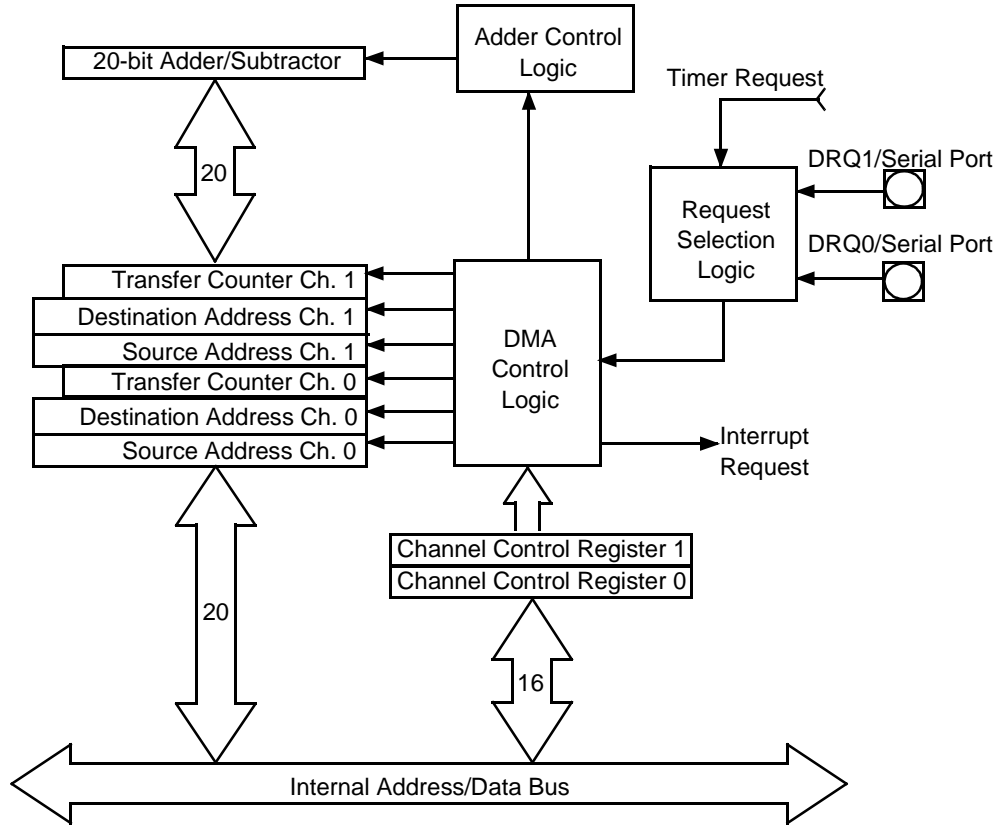 Adder Control
Logic
20-bit Adder/Subtractor
Timer Request
20
DRQ1/Serial Port
Request
Selection
Logic
DRQ0/Serial Port
Transfer Counter Ch. 1
Destination Address Ch. 1
Source Address Ch. 1
Transfer Counter Ch. 0
Destination Address Ch. 0
Source Address Ch. 0
DMA
Control
Logic
Interrupt
Request
Channel Control Register 1
Channel Control Register 0
20
16
Internal Address/Data Bus